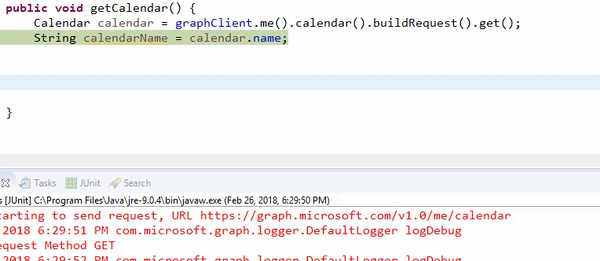 public void getCalendar() {
Calendar calendar = graphClient.me().calendar().buildRequest().get();
String calendarName = calendar.name;
}
Tasks JUnit Search
[JUnit] C:\Program Files\Java\jre-9.0.4\bin\javaw.exe (Feb 26, 2018, 6:29:50 PM)
tarting to send request, URL https://graph.microsoft.com/v1.0/me/calendar
2018 6:29:51 PM com.microsoft.graph.logger.DefaultLogger logDebug
equest Method GET
2018 6:29:52 PM com.microsoft.graph.logger.DefaultLogger logDebug